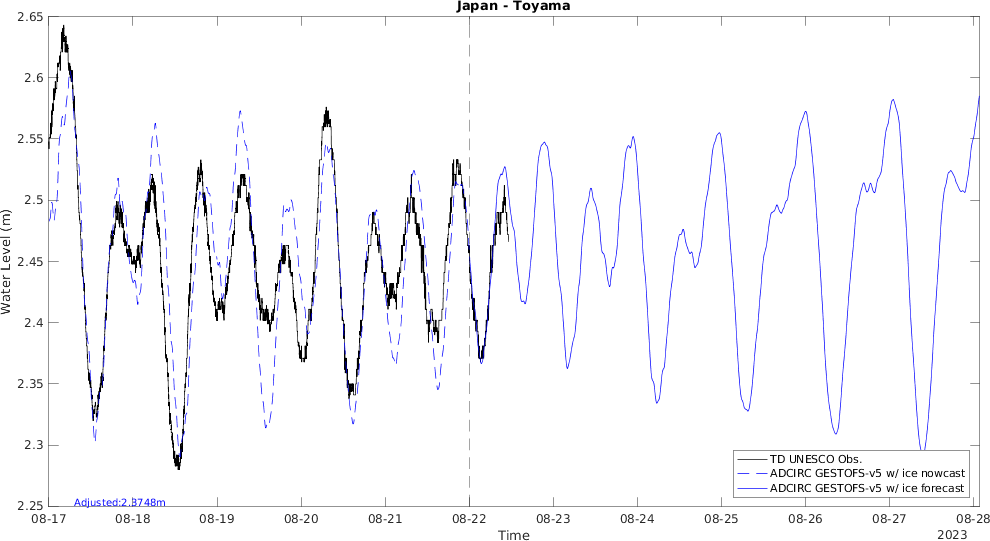 Japan - Toyama
2.65
2.6
2.55
2.5
2.45
2.4
2.35
2.3
2.25
Water Level (m)
Adjusted:2.3748m
TD UNESCO Obs.
ADCIRC GESTOFS-v5 w/ ice nowcast
ADCIRC GESTOFS-v5 w/ ice forecast
08-17 08-18 08-19 08-20 08-21 08-22 08-23 08-24 08-25 08-26 08-27 08-28
Time
2023